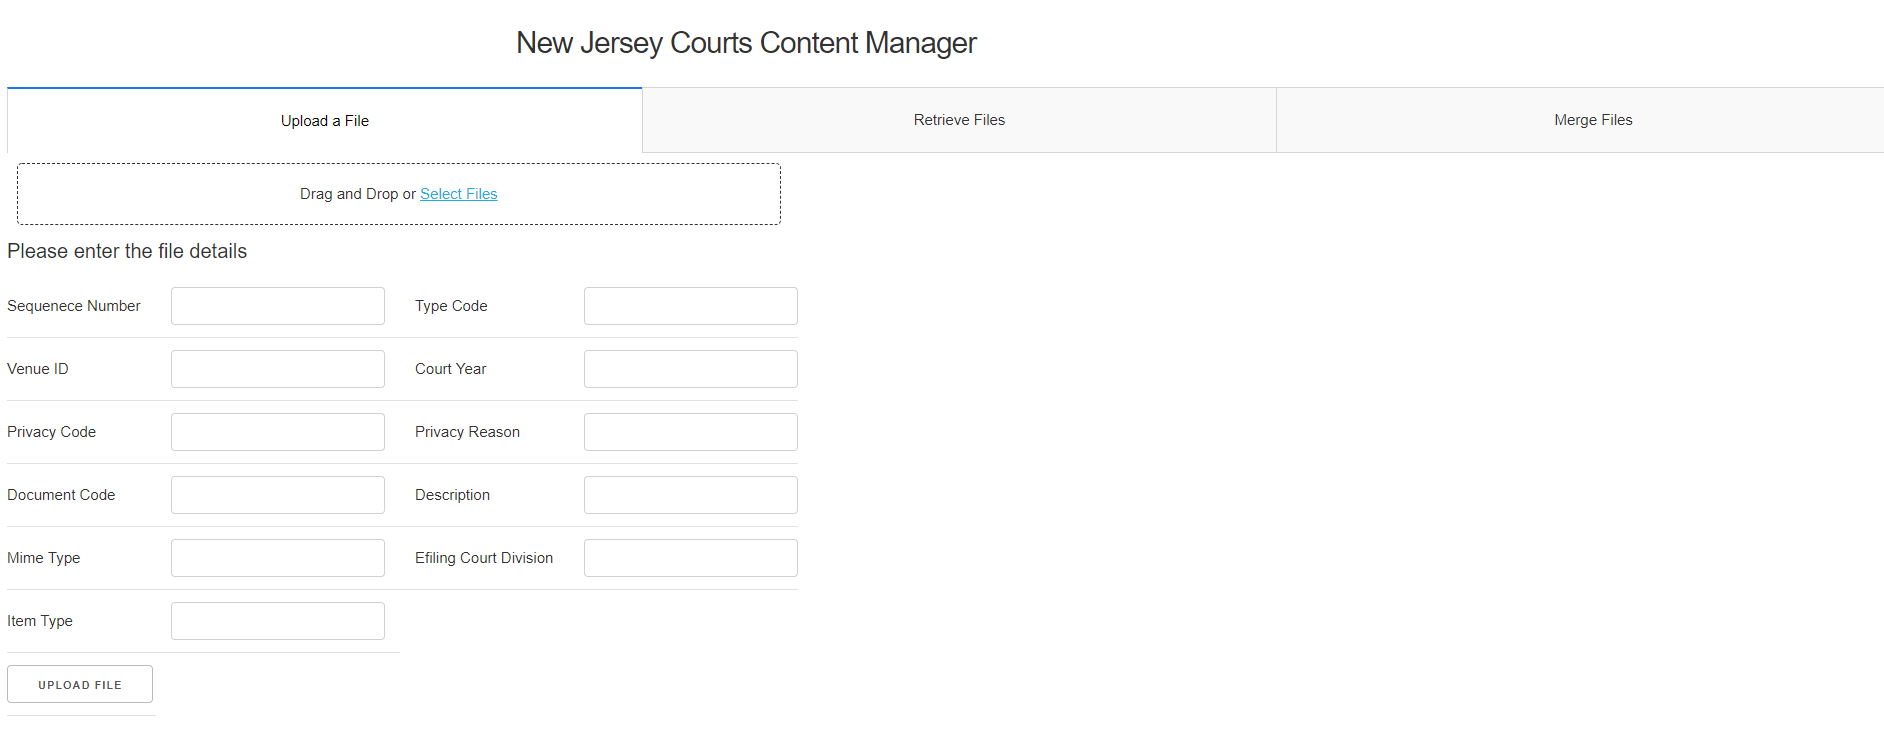 New Jersey Courts Content Manager
Upload a File
Retrieve Files
Merge Files
Drag and Drop or Select Files
Please enter the file details
Sequenece Number
Type Code
Venue ID
Court Year
Privacy Code
Privacy Reason
Document Code
Description
Mime Type
Efiling Court Division
Item Type
UPLOAD FILE